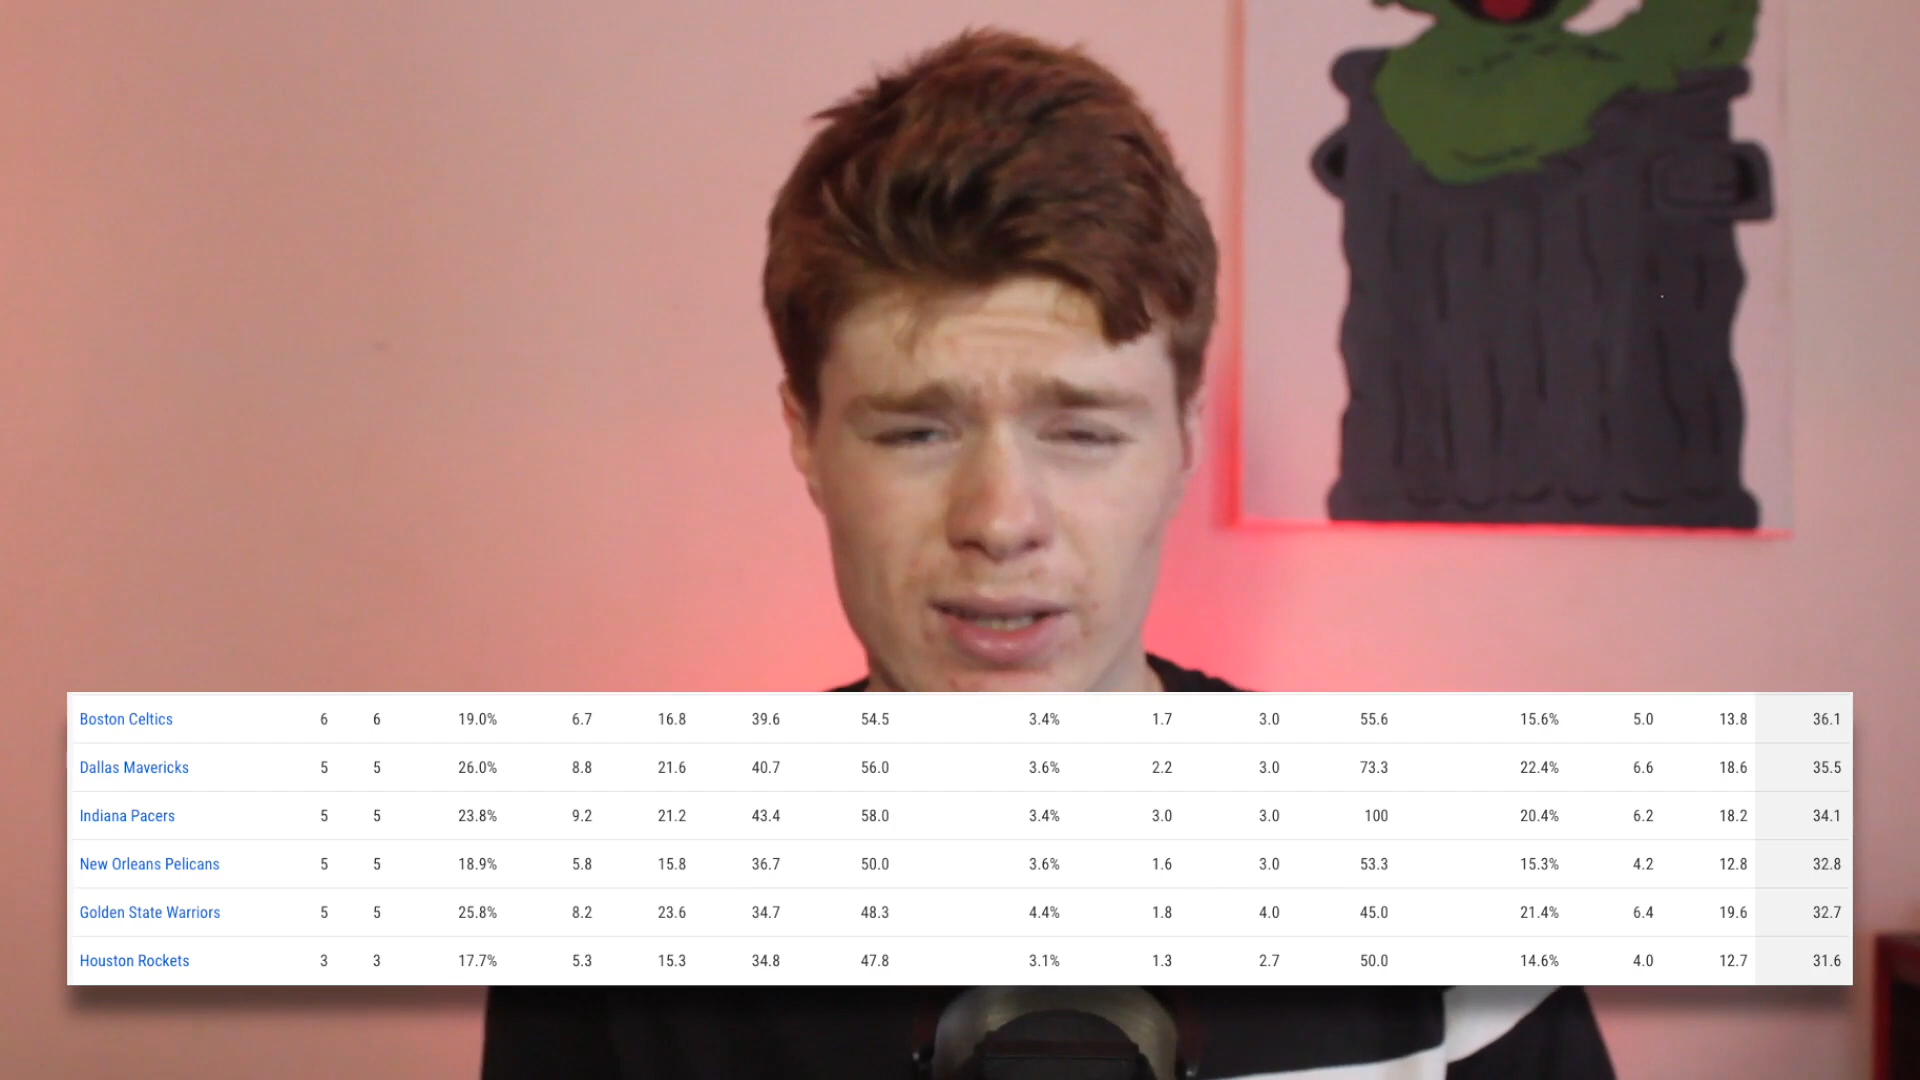 Boston Celtics 6 6 19.0% 6.7 16.8 39.6 54.5 3.4% 1.7 3.0 55.6 15.6% 5.0 13.8 36.1
Dallas Mavericks 5 5 26.0% 8.8 21.6 40.7 56.0 3.6% 2.2 3.0 73.3 22.4% 6.6 18.6 35.5
Indiana Pacers 5 5 23.8% 9.2 21.2 43.4 58.0 3.4% 3.0 3.0 100 20.4% 6.2 18.2 34.1
New Orleans Pelicans 5 5 18.9% 5.8 15.8 36.7 50.0 3.6% 1.6 3.0 53.3 15.3% 4.2 12.8 32.8
Golden State Warriors 5 5 25.8% 8.2 23.6 34.7 48.3 4.4% 1.8 4.0 45.0 21.4% 6.4 19.6 32.7
Houston Rockets 3 3 17.7% 5.3 15.3 34.8 47.8 3.1% 1.3 2.7 50.0 14.6% 4.0 12.7 31.6